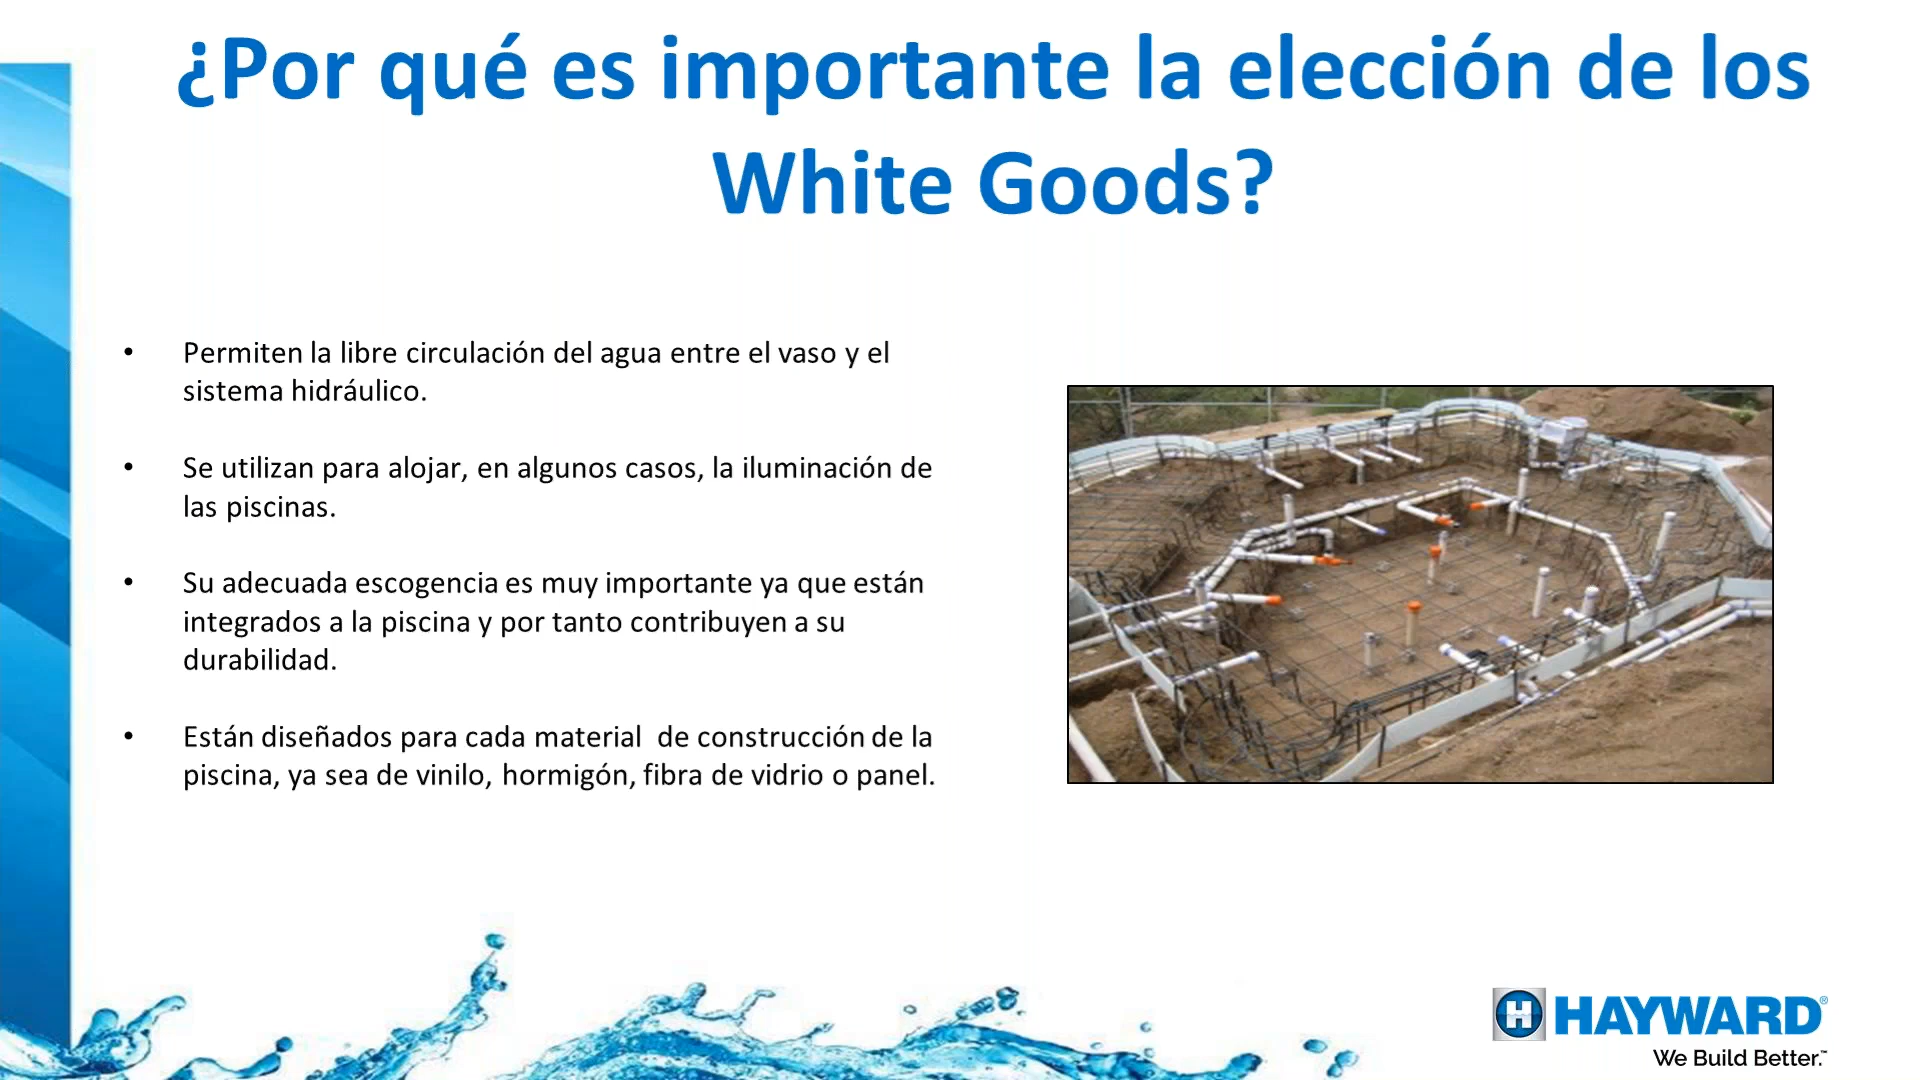 ¿Por qué es importante la elección de los
White Goods?
• Permiten la libre circulación del agua entre el vaso y el
sistema hidráulico.
• Se utilizan para alojar, en algunos casos, la iluminación de
las piscinas.
• Su adecuada escogencia es muy importante ya que están
integrados a la piscina y por tanto contribuyen a su
durabilidad.
• Están diseñados para cada material  de construcción de la
piscina, ya sea de vinilo, hormigón, fibra de vidrio o panel.
H HAYWARD®
We Build Better.™